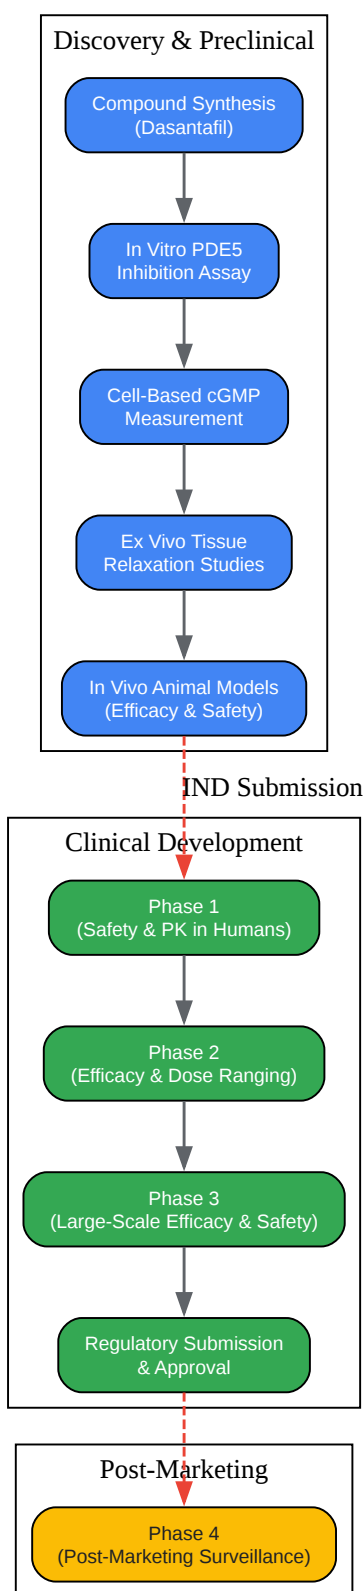 Discovery & Preclinical
Compound Synthesis
(Dasantafil)
In Vitro PDE5
Inhibition Assay
Cell-Based cGMP
Measurement
Ex Vivo Tissue
Relaxation Studies
In Vivo Animal Models
(Efficacy & Safety)
IND Submission
Clinical Development
Phase 1
(Safety & PK in Humans)
Phase 2
(Efficacy & Dose Ranging)
Phase 3
(Large-Scale Efficacy & Safety)
Regulatory Submission
& Approval
Post-Marketing
Phase 4
(Post-Marketing Surveillance)